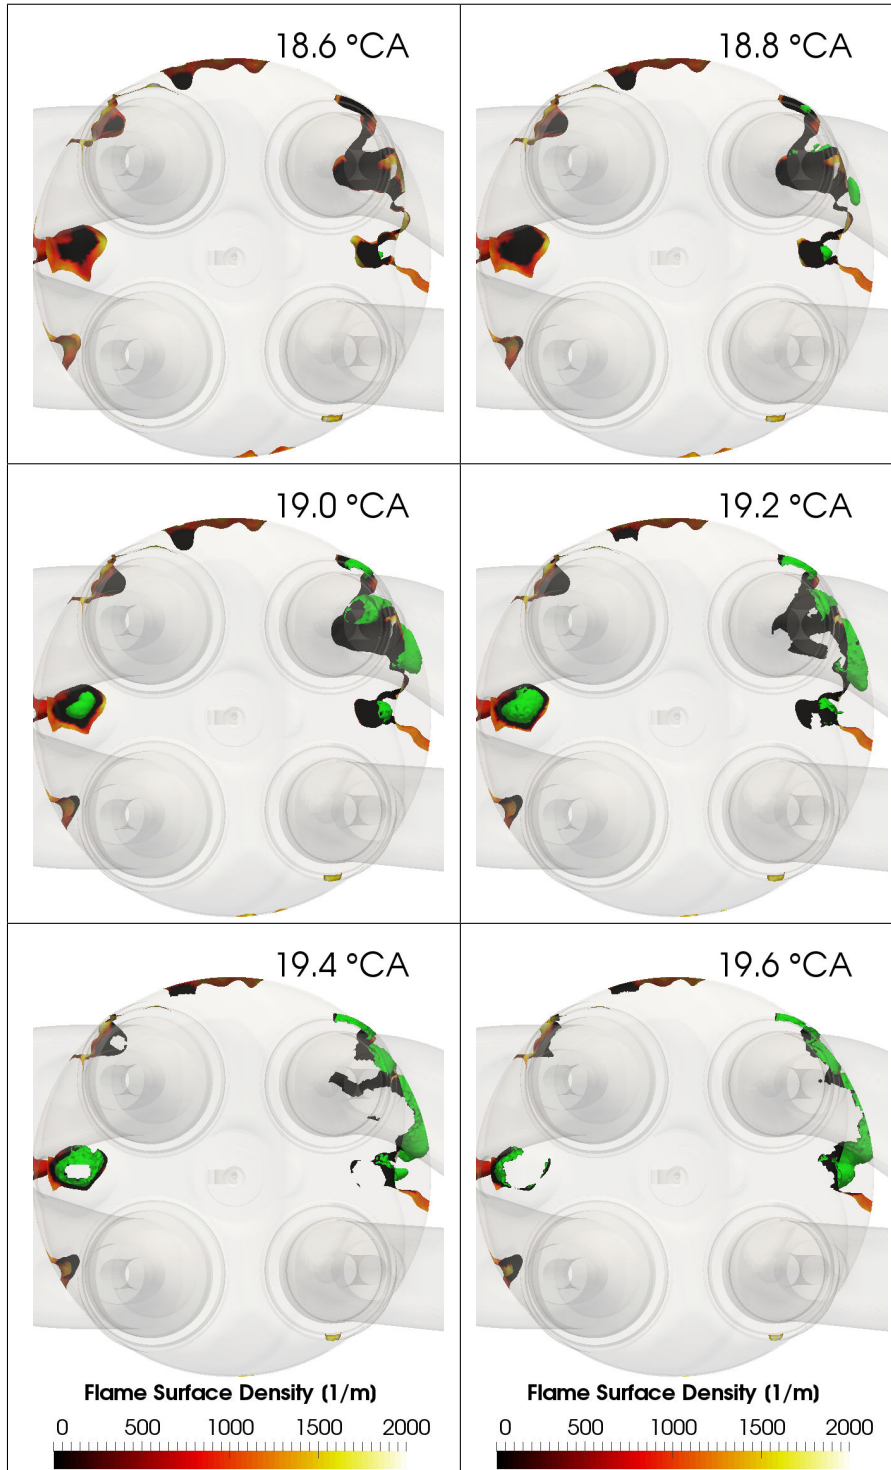 18.6 °CA
18.8 °CA
19.0 °CA
19.2 °CA
19.4 °CA
19.6 °CA
Flame Surface Density [1/m]
0 500 1000 1500 2000
Flame Surface Density [1/m]
0 500 1000 1500 2000